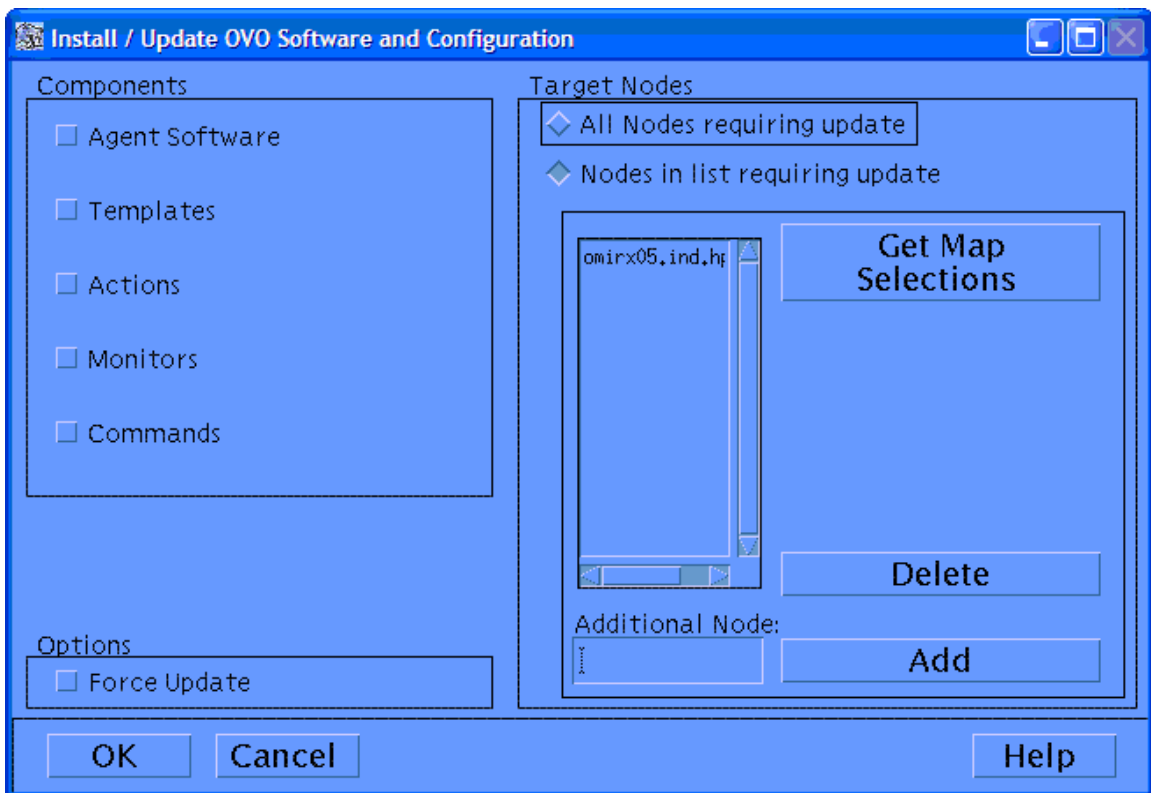 Install / Update OVO Software and Configuration
Components
Agent Software
Templates
Actions
Monitors
Commands
Options
Force Update
Target Nodes
All Nodes requiring update
Nodes in list requiring update
omirx05.ind.hp
Get Map
Selections
Delete
Additional Node:
Add
OK
Cancel
Help